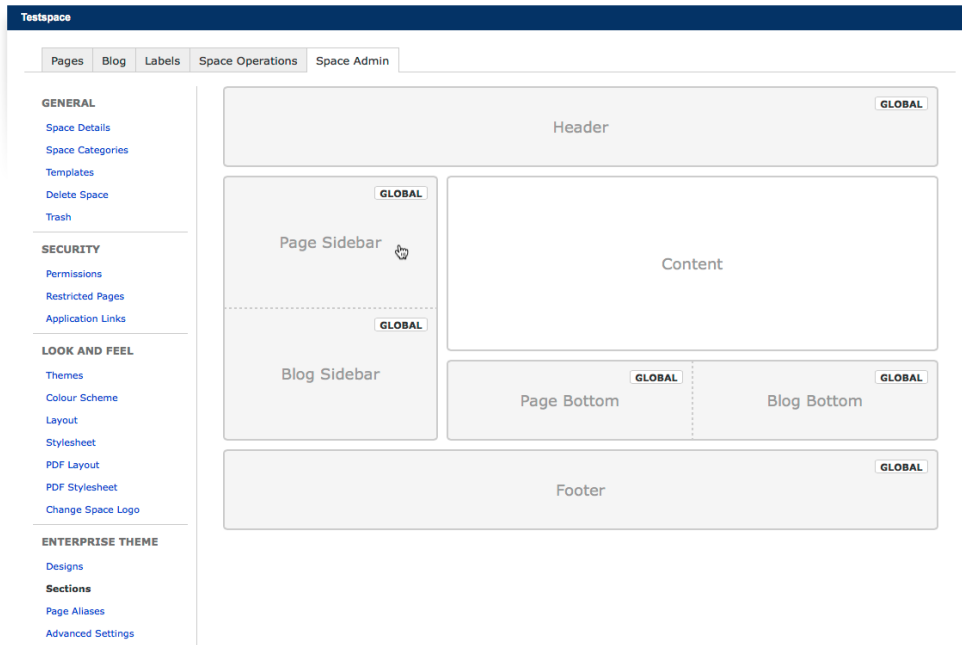 Testspace
Pages Blog Labels Space Operations Space Admin
GENERAL
Space Details
Space Categories
Templates
Delete Space
Trash
SECURITY
Permissions
Restricted Pages
Application Links
LOOK AND FEEL
Themes
Colour Scheme
Layout
Stylesheet
PDF Layout
PDF Stylesheet
Change Space Logo
ENTERPRISE THEME
Designs
Sections
Page Aliases
Advanced Settings
GLOBAL
Header
GLOBAL
Page Sidebar
GLOBAL
Blog Sidebar
Content
GLOBAL
Page Bottom
GLOBAL
Blog Bottom
GLOBAL
Footer